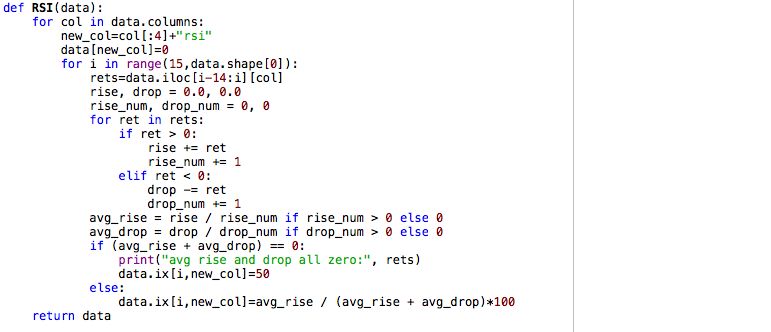 def RSI(data):
    for col in data.columns:
        new_col=col[:4]+"rsi"
        data[new_col]=0
        for i in range(15,data.shape[0]):
            rets=data.iloc[i-14:i][col]
            rise, drop = 0.0, 0.0
            rise_num, drop_num = 0, 0
            for ret in rets:
                if ret > 0:
                    rise += ret
                    rise_num += 1
                elif ret < 0:
                    drop -= ret
                    drop_num += 1
            avg_rise = rise / rise_num if rise_num > 0 else 0
            avg_drop = drop / drop_num if drop_num > 0 else 0
            if (avg_rise + avg_drop) == 0:
                print("avg rise and drop all zero:", rets)
                data.ix[i,new_col]=50
            else:
                data.ix[i,new_col]=avg_rise / (avg_rise + avg_drop)*100
    return data